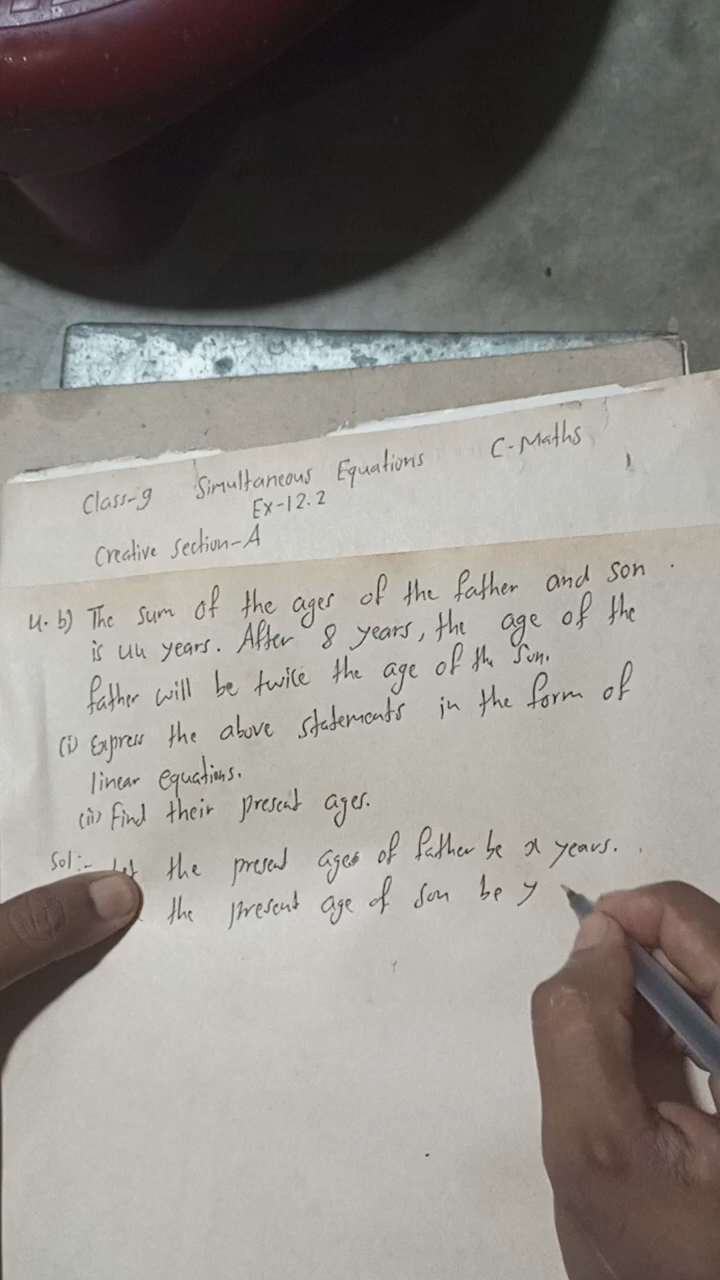 Class-9 Simultaneous Equations C-Maths
Ex-12.2
Creative Section-A
4. b) The sum of the ages of the father and son
is 44 years. After 8 years, the age of the
father will be twice the age of the son.
(i) Express the above statements in the form of
linear equations.
(ii) Find their present ages.
Sol:- Let the present ages of father be x years.
the present age of son be y